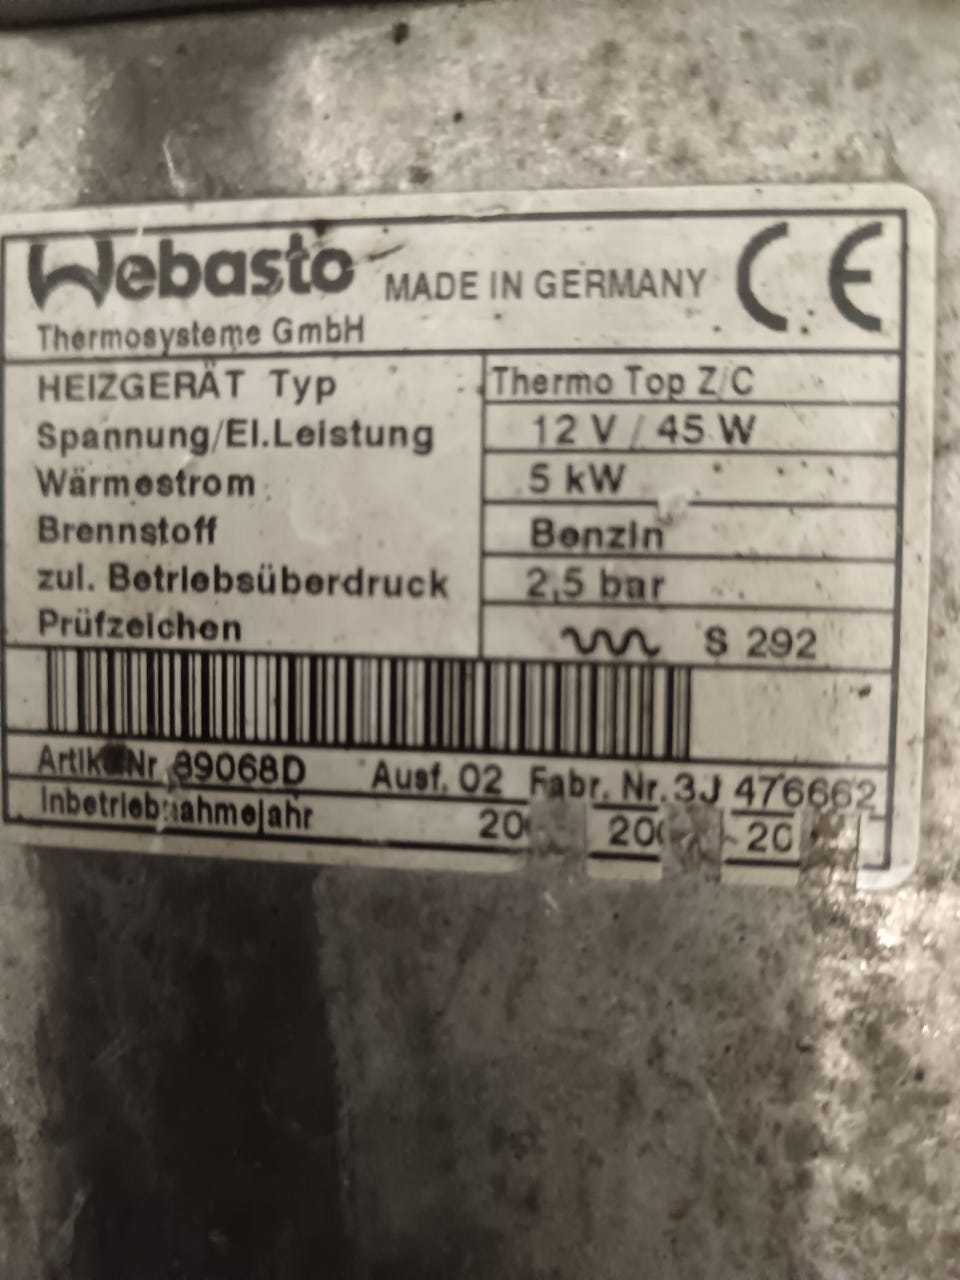 Webasto MADE IN GERMANY CE
Thermosysteme GmbH
HEIZGERÄT Typ Thermo Top Z/C
Spannung/El.Leistung 12 V / 45 W
Wärmestrom 5 kW
Brennstoff Benzin
zul. Betriebsüberdruck 2,5 bar
Prüfzeichen S 292
Nr. 89068D Ausf. 02 Fabr. Nr. 3J 476662
Inbetriebnahmejahr 20 20 20